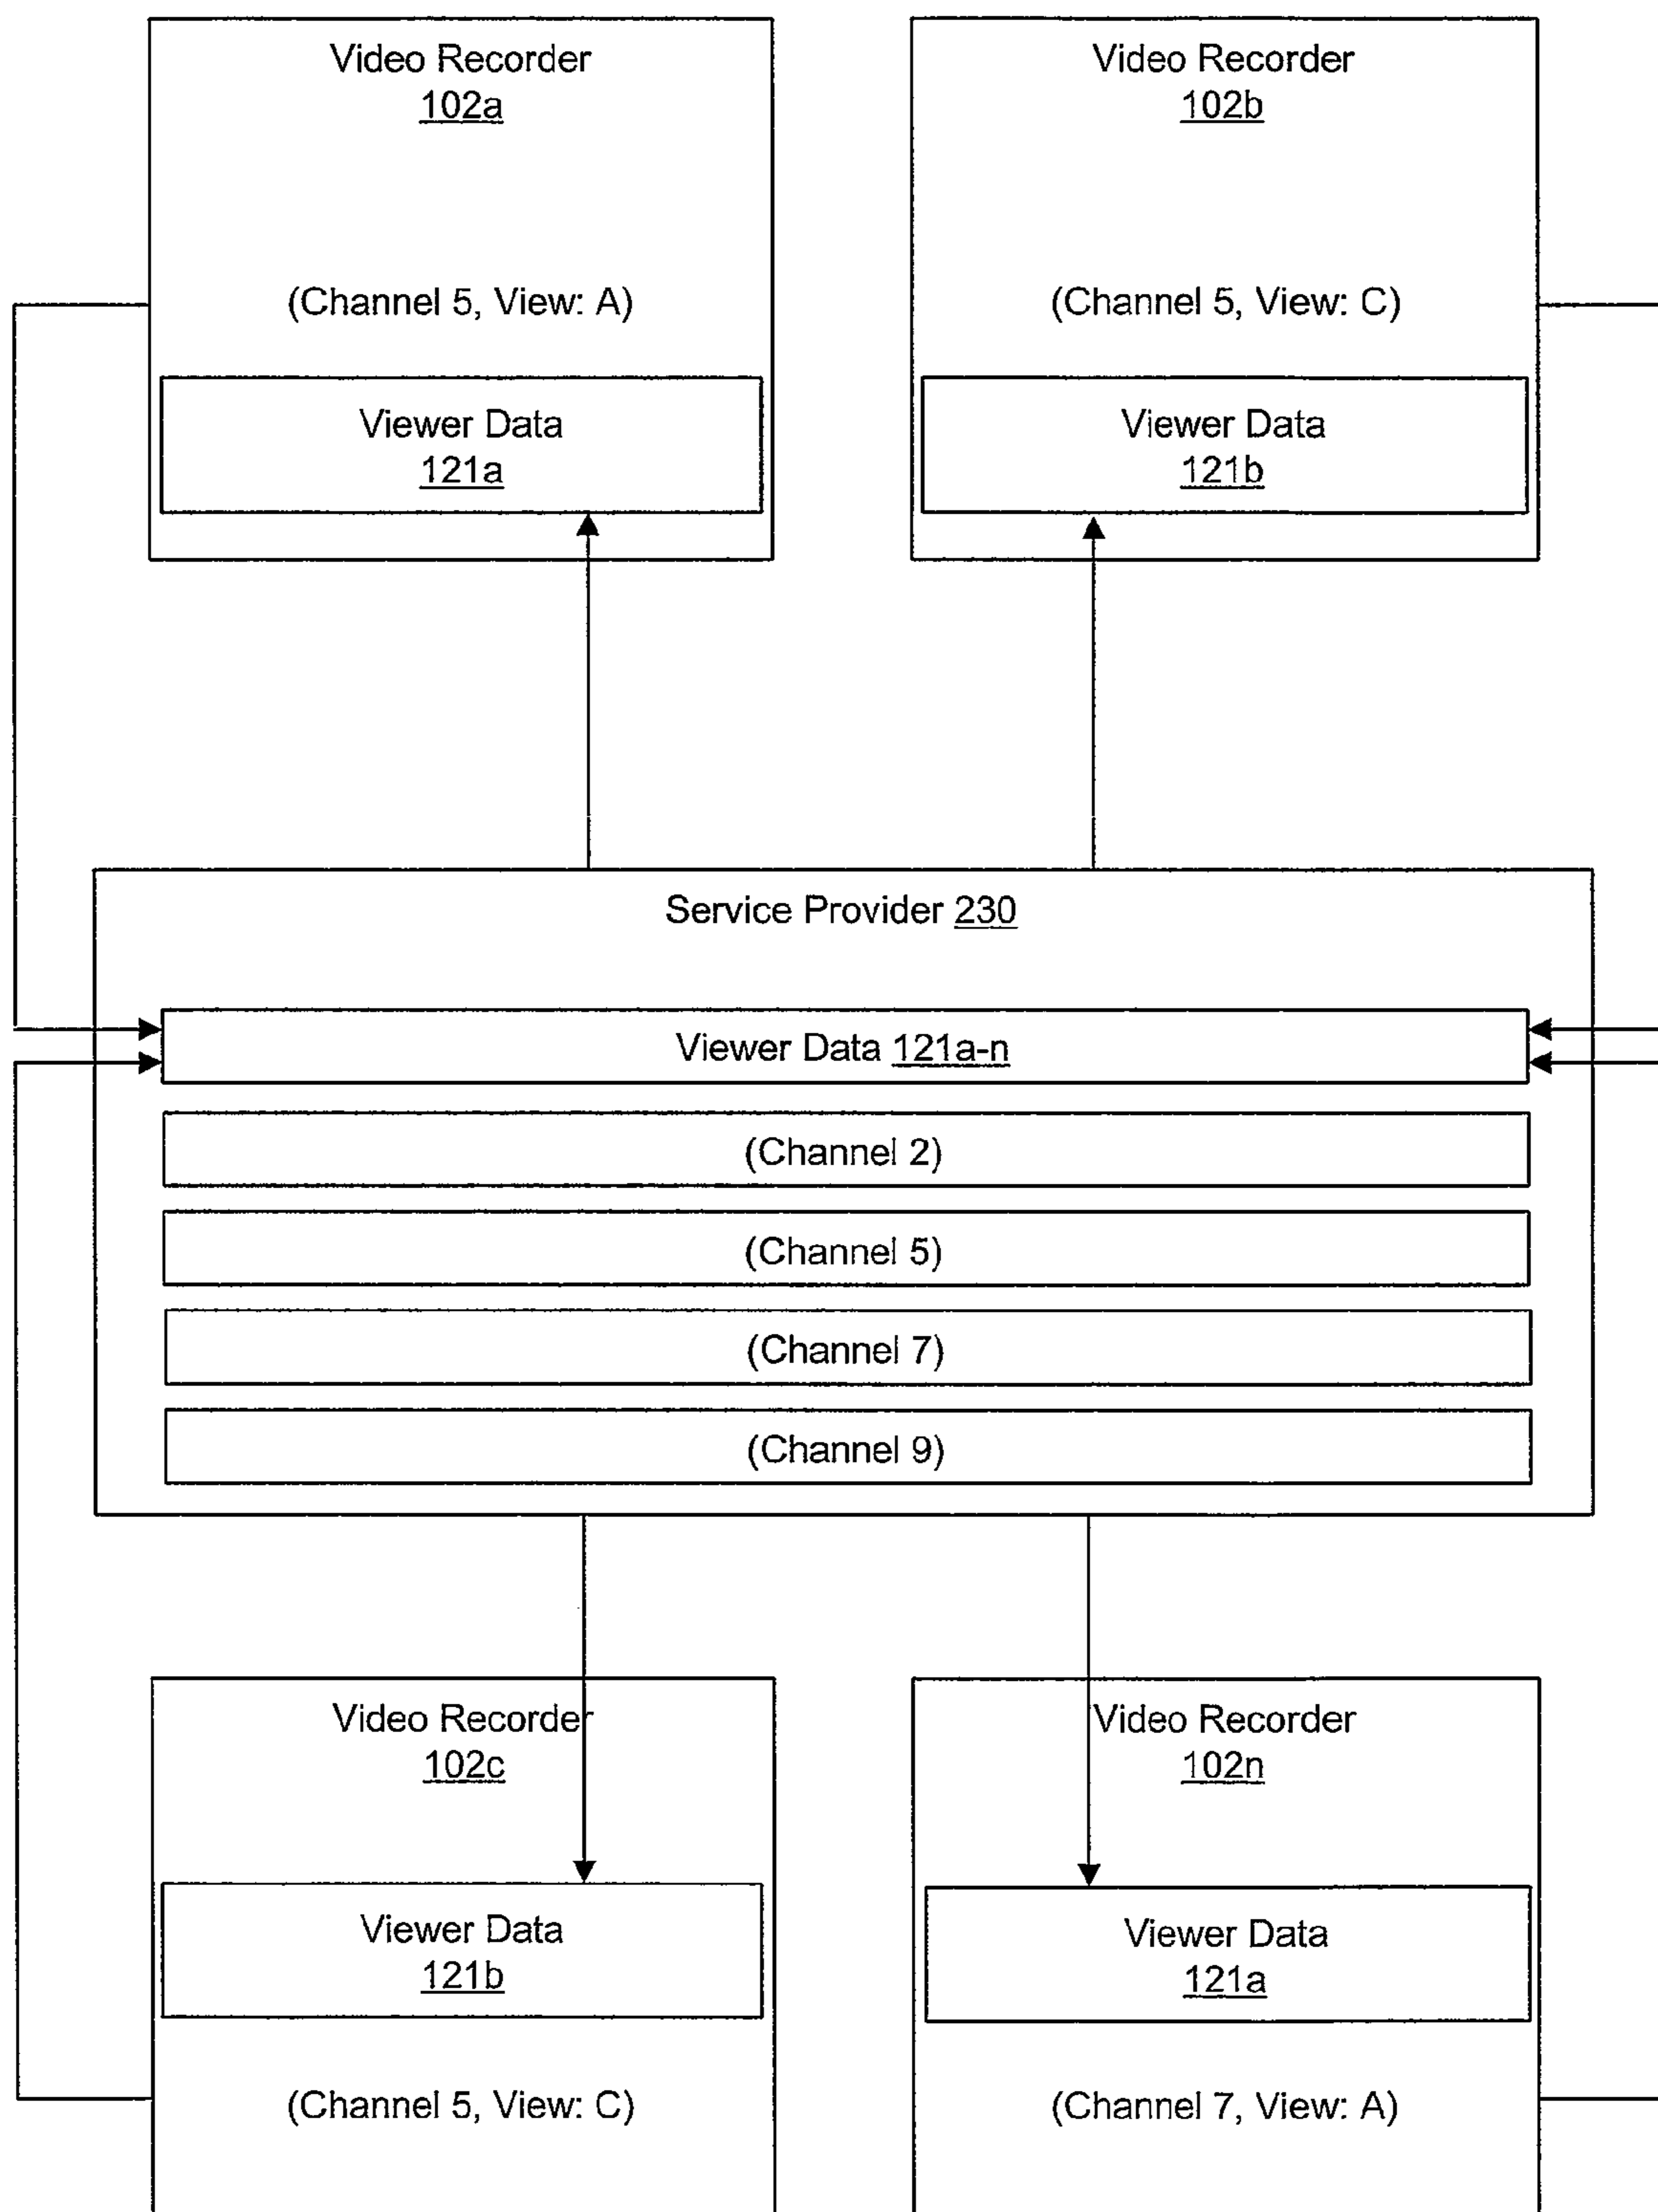 Video Recorder
102a
(Channel 5, View: A)
Viewer Data
121a
Video Recorder
102b
(Channel 5, View: C)
Viewer Data
121b
Service Provider 230
Viewer Data 121a-n
(Channel 2)
(Channel 5)
(Channel 7)
(Channel 9)
Video Recorder
102c
Viewer Data
121b
(Channel 5, View: C)
Video Recorder
102n
Viewer Data
121a
(Channel 7, View: A)